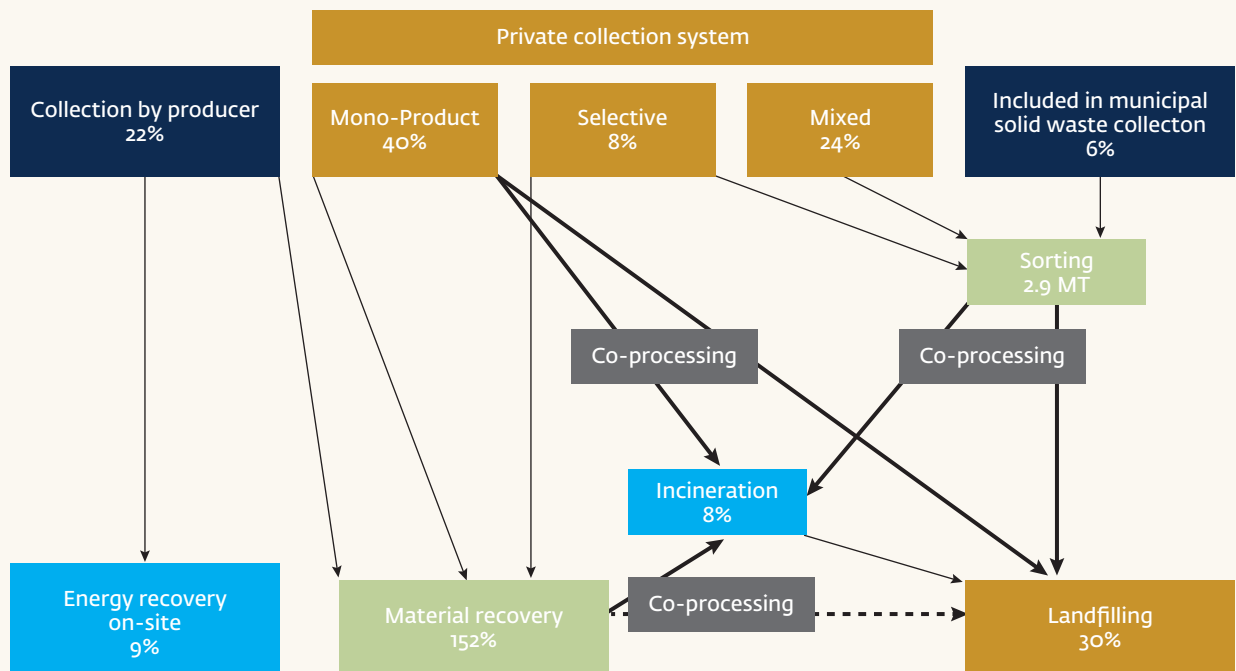 Private collection system
Collection by producer
22%
Mono-Product
40%
Selective
8%
Mixed
24%
Included in municipal
solid waste collecton
6%
Sorting
2.9 MT
Co-processing
Co-processing
Incineration
8%
Energy recovery
on-site
9%
Material recovery
152%
Co-processing
Landfilling
30%